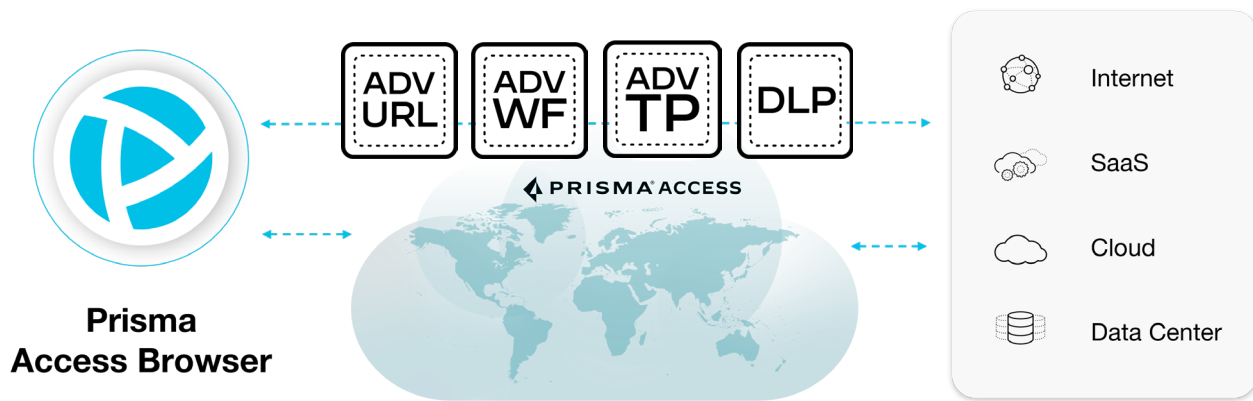 ADV
URL
ADV
WF
ADV
TP
DLP
PRISMA® ACCESS
Prisma
Access Browser
Internet
SaaS
Cloud
Data Center